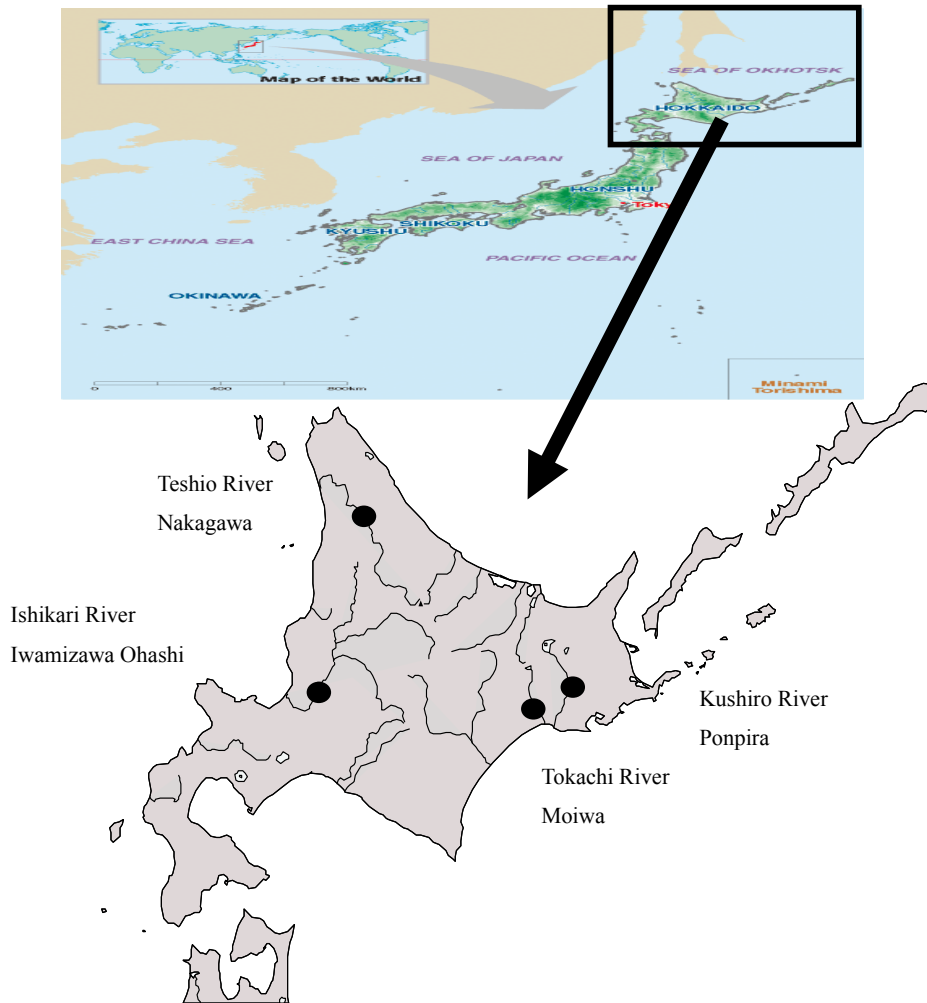 Map of the World
SEA OF OKHOTSK
HOKKAIDO
SEA OF JAPAN
HONSHU
Toky
SHIKOKU
KYUSHU
EAST CHINA SEA
PACIFIC OCEAN
OKINAWA
0 400 800km
Minami
Torishima
Teshio River
Nakagawa
Ishikari River
Iwamizawa Ohashi
Kushiro River
Ponpira
Tokachi River
Moiwa